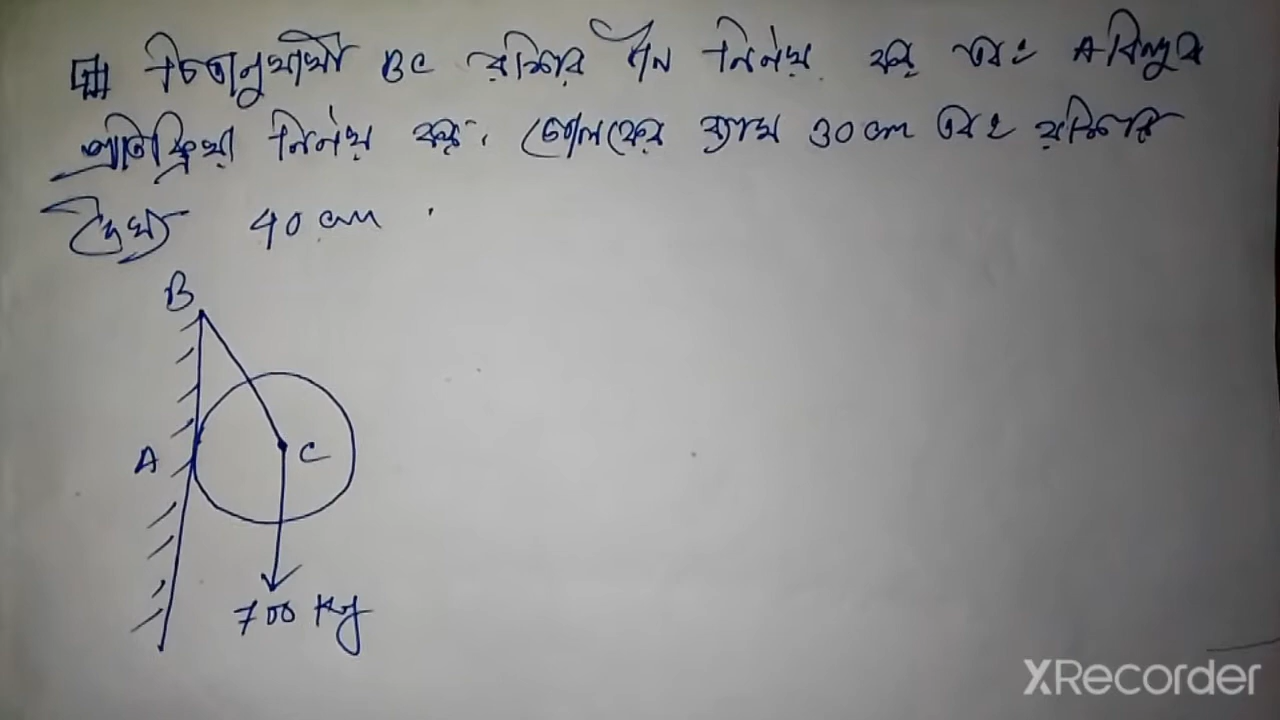 চিত্রানুযায়ী BC রশির টান নির্ণয় কর এবং A বিন্দুর
প্রতিক্রিয়া নির্ণয় কর। গোলকের ব্যাস 30 cm এবং রশিটির
দৈর্ঘ্য 40 cm .
B
A
C
700 Kg
XRecorder